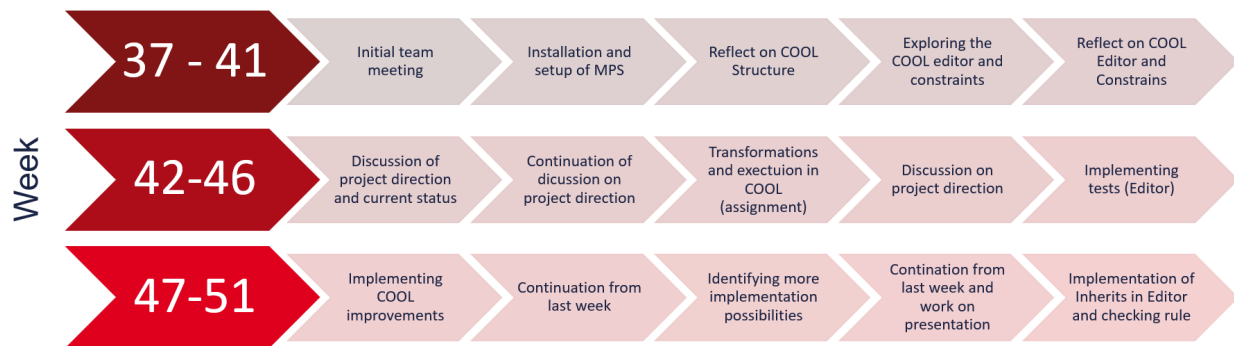 Week
37 - 41
Initial team
meeting
Installation and
setup of MPS
Reflect on COOL
Structure
Exploring the
COOL editor and
constraints
Reflect on COOL
Editor and
Constrains
42-46
Discussion of
project direction
and current status
Continuation of
dicussion on
project direction
Transformations
and exectuion in
COOL
(assignment)
Discussion on
project direction
Implementing
tests (Editor)
47-51
Implementing
COOL
improvements
Continuation from
last week
Identifying more
implementation
possibilities
Contination from
last week and
work on
presentation
Implementation of
Inherits in Editor
and checking rule